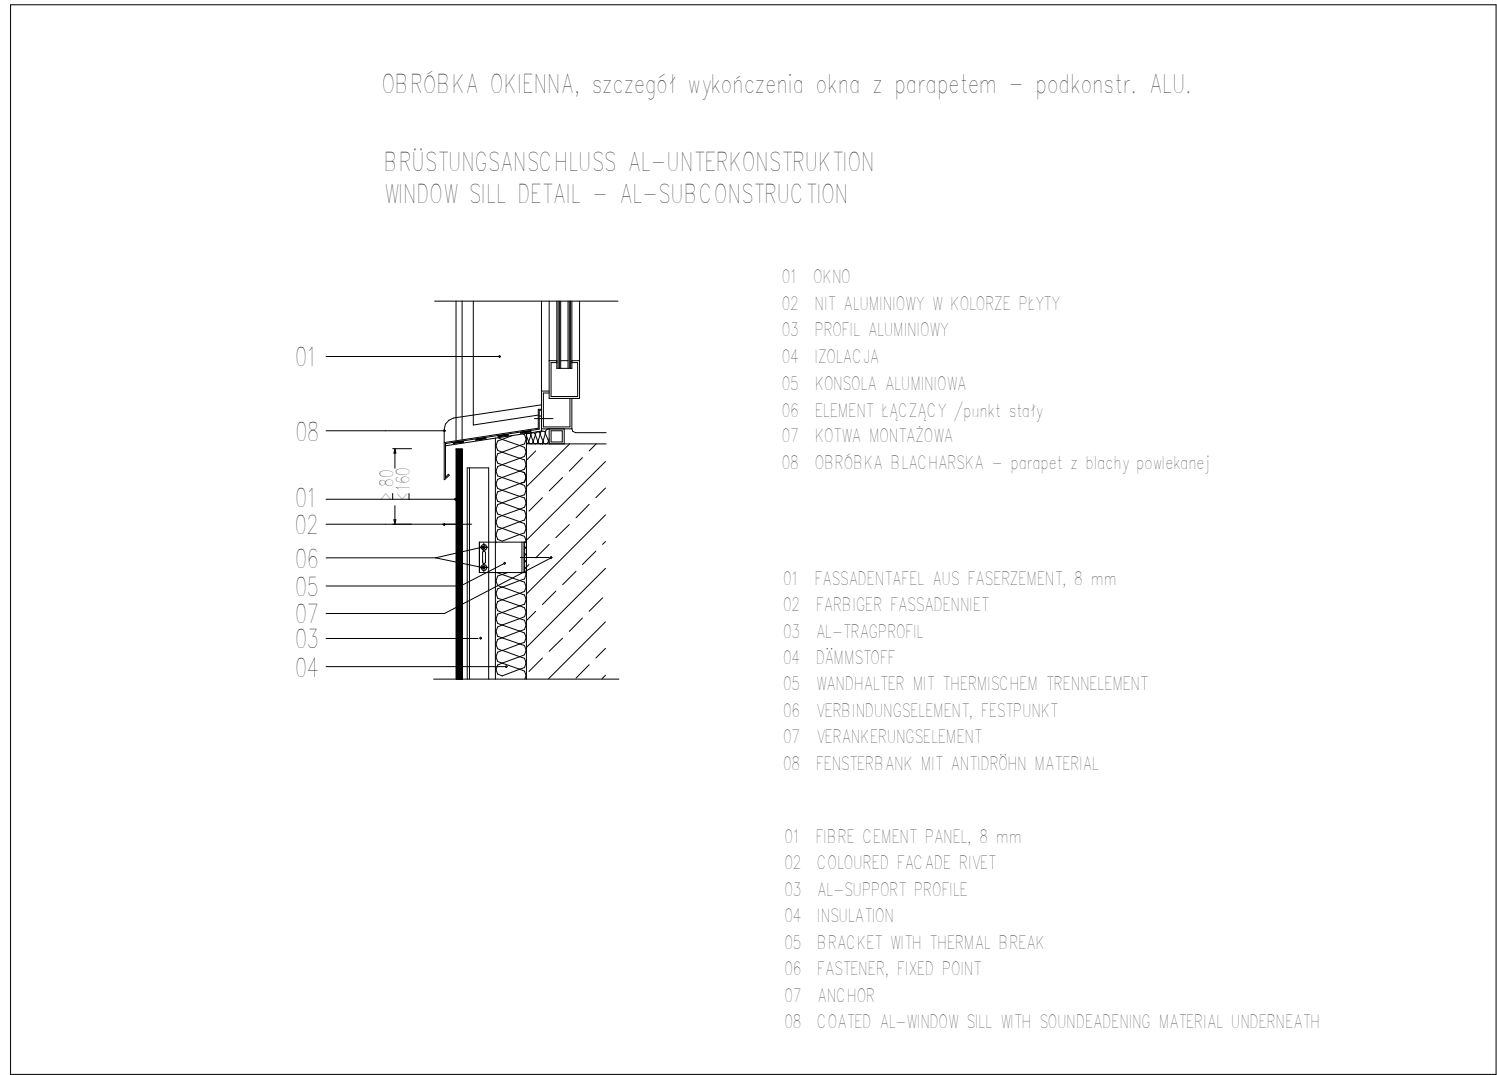 OBRÓBKA OKIENNA, szczegół wykończenia okna z parapetem – podkonstr. ALU.
BRÜSTUNGSANSCHLUSS AL–UNTERKONSTRUKTION
WINDOW SILL DETAIL – AL–SUBCONSTRUCTION
01
08
>80
<160
01
02
06
05
07
03
04
01 OKNO
02 NIT ALUMINIOWY W KOLORZE PŁYTY
03 PROFIL ALUMINIOWY
04 IZOLACJA
05 KONSOLA ALUMINIOWA
06 ELEMENT ŁĄCZĄCY /punkt stały
07 KOTWA MONTAŻOWA
08 OBRÓBKA BLACHARSKA – parapet z blachy powlekanej
01 FASSADENTAFEL AUS FASERZEMENT, 8 mm
02 FARBIGER FASSADENNIET
03 AL–TRAGPROFIL
04 DÄMMSTOFF
05 WANDHALTER MIT THERMISCHEM TRENNELEMENT
06 VERBINDUNGSELEMENT, FESTPUNKT
07 VERANKERUNGSELEMENT
08 FENSTERBANK MIT ANTIDRÖHN MATERIAL
01 FIBRE CEMENT PANEL, 8 mm
02 COLOURED FACADE RIVET
03 AL–SUPPORT PROFILE
04 INSULATION
05 BRACKET WITH THERMAL BREAK
06 FASTENER, FIXED POINT
07 ANCHOR
08 COATED AL–WINDOW SILL WITH SOUNDEADENING MATERIAL UNDERNEATH